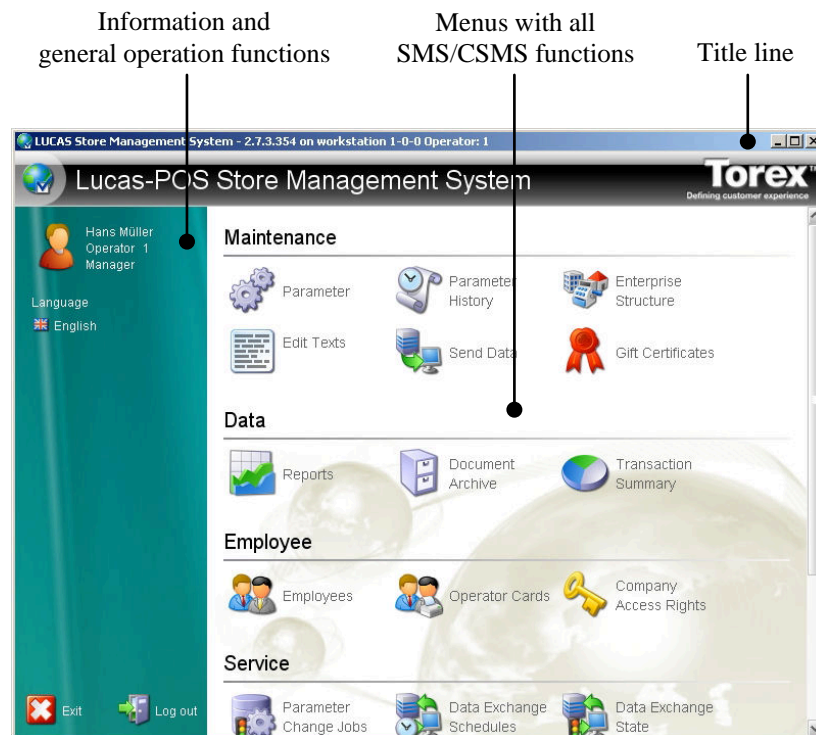 Information and
general operation functions
Menus with all
SMS/CSMS functions
Title line
LUCAS Store Management System - 2.7.3.354 on workstation 1-0-0 Operator: 1
Lucas-POS Store Management System
Torex™
Defining customer experience
Hans Müller
Operator 1
Manager
Language
English
Maintenance
Parameter
Parameter
History
Enterprise
Structure
Edit Texts
Send Data
Gift Certificates
Data
Reports
Document
Archive
Transaction
Summary
Employee
Employees
Operator Cards
Company
Access Rights
Service
Parameter
Change Jobs
Data Exchange
Schedules
Data Exchange
State
Exit
Log out